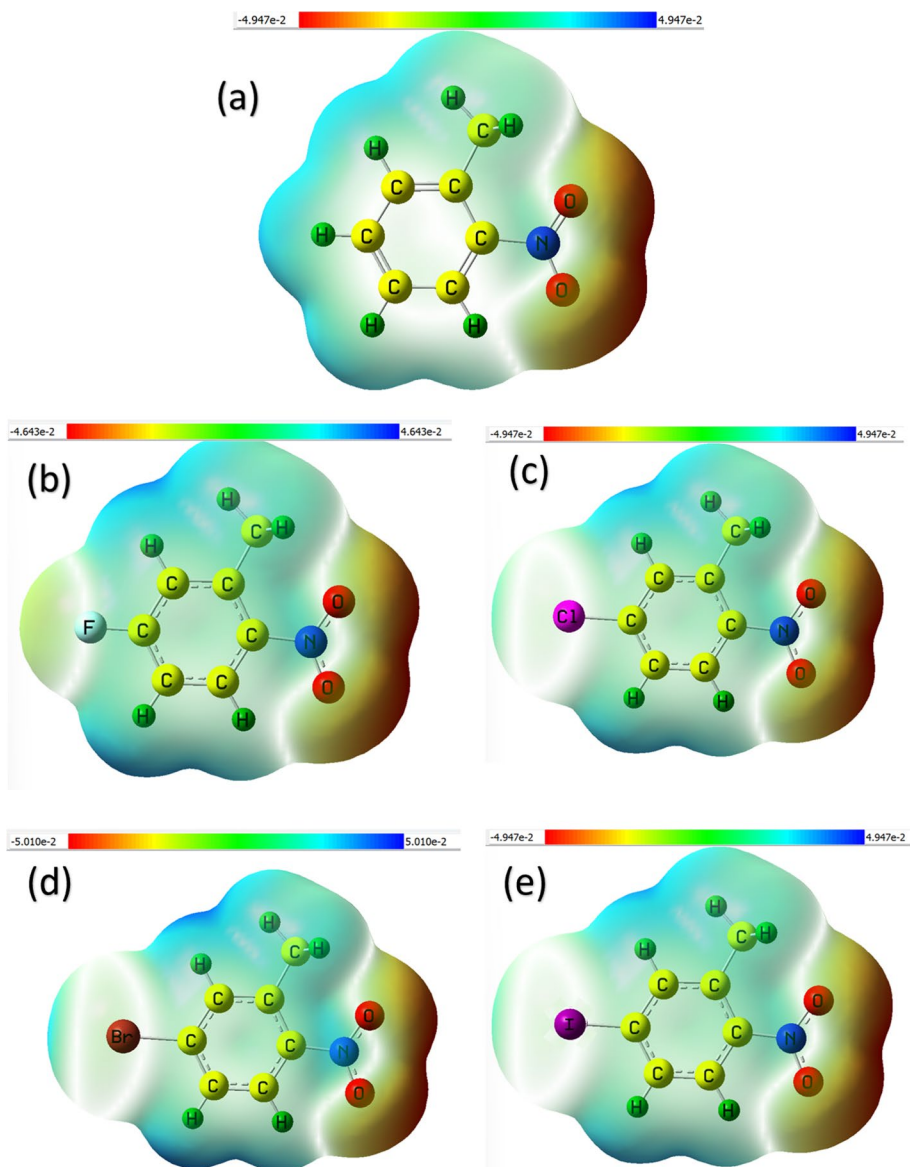 -4.947e-2 4.947e-2
(a)
H
C H
H
C C O
H C C N
C C O
H H
-4.643e-2 4.643e-2
(b)
H
C H
H
C C O
F C C N
C C O
H H
-4.947e-2 4.947e-2
(c)
H
C H
H
C C O
Cl C C N
C C O
H H
-5.010e-2 5.010e-2
(d)
H
C H
H
C C O
Br C C N
C C O
H H
-4.947e-2 4.947e-2
(e)
H
C H
H
C C O
I C C N
C C O
H H